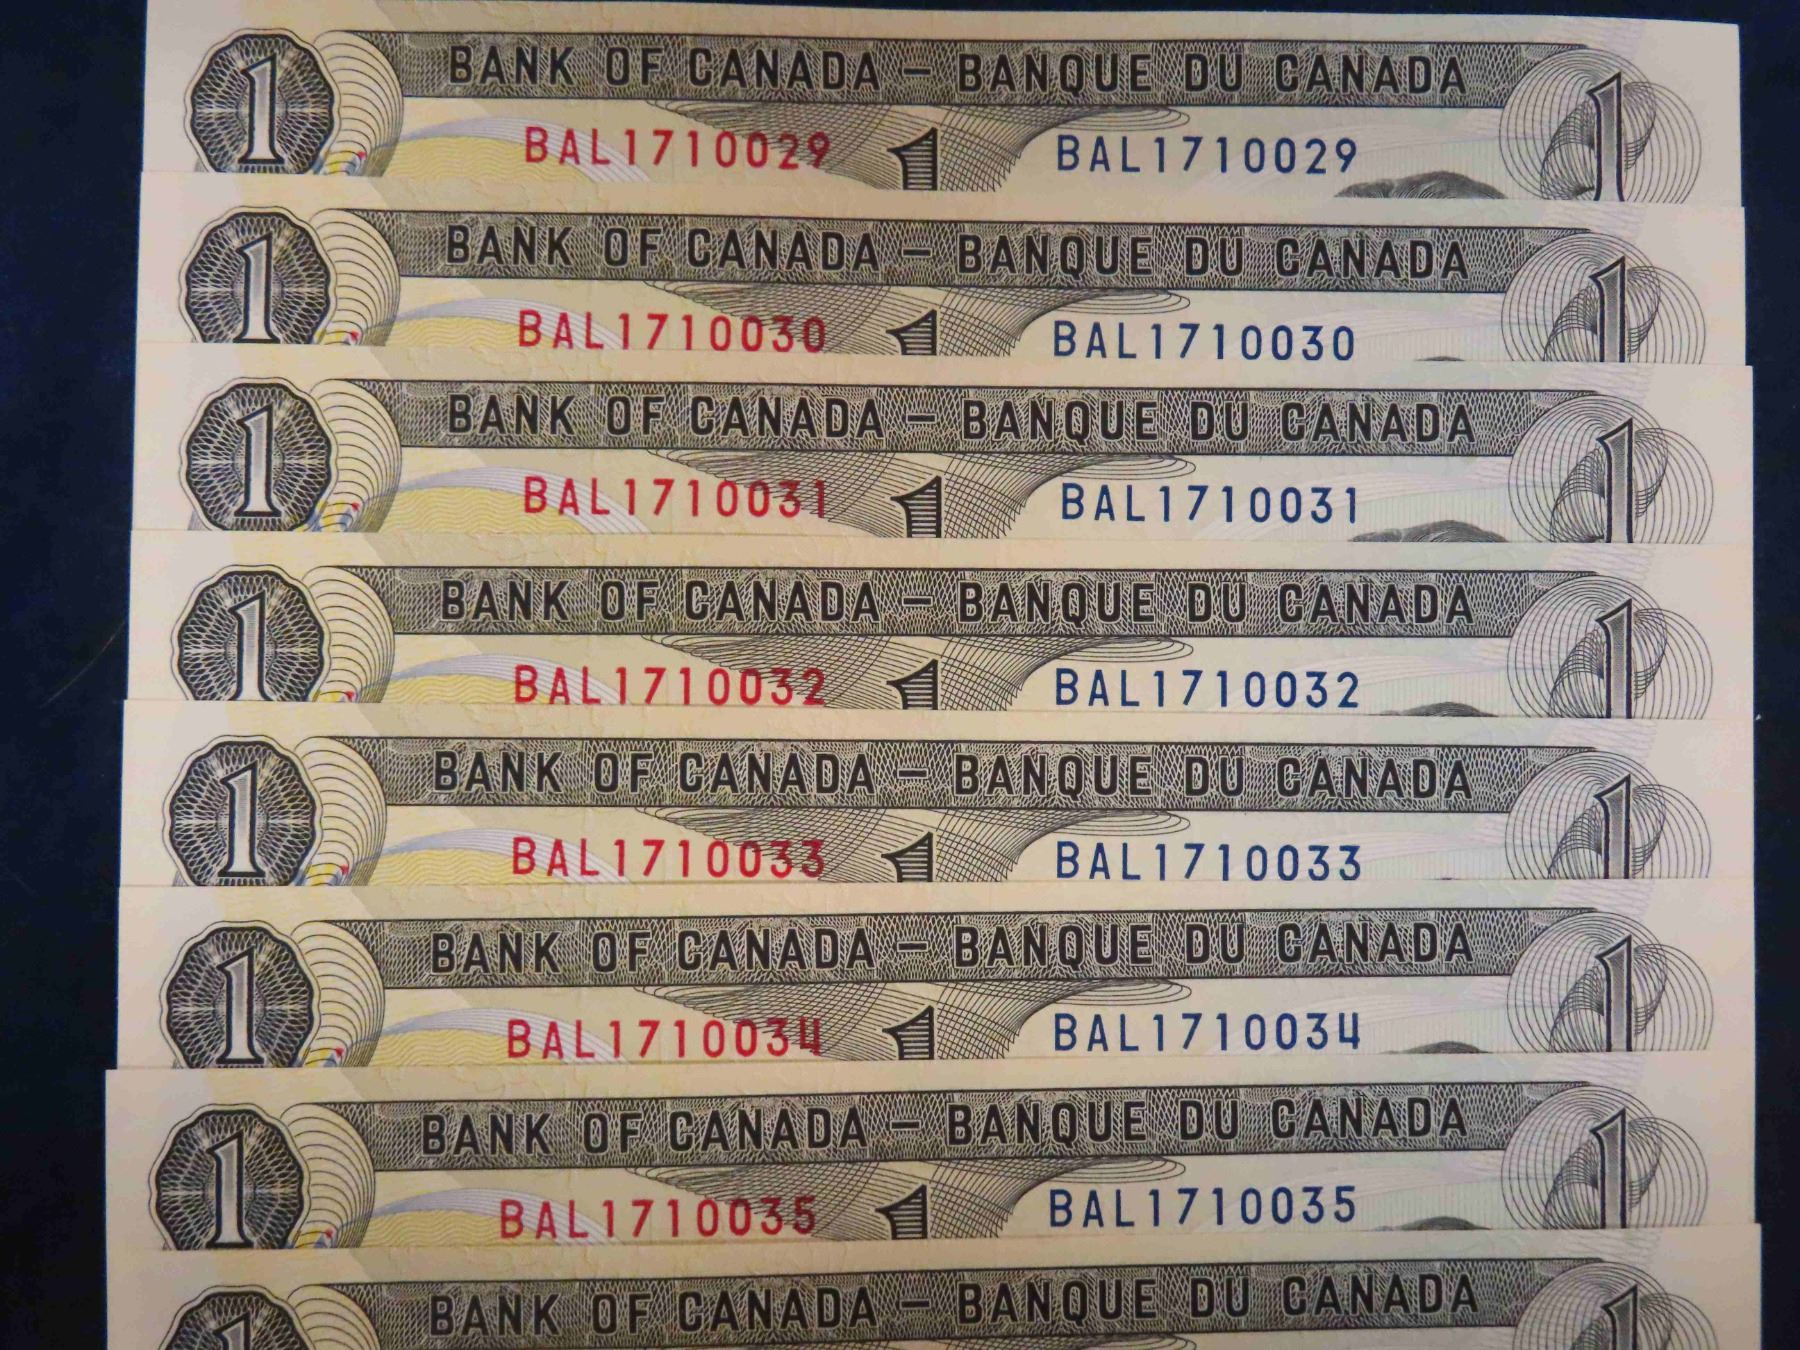 1 BANK OF CANADA – BANQUE DU CANADA
BAL1710029 1 BAL1710029 1
1 BANK OF CANADA – BANQUE DU CANADA
BAL1710030 1 BAL1710030 1
1 BANK OF CANADA – BANQUE DU CANADA
BAL1710031 1 BAL1710031 1
1 BANK OF CANADA – BANQUE DU CANADA
BAL1710032 1 BAL1710032 1
1 BANK OF CANADA – BANQUE DU CANADA
BAL1710033 1 BAL1710033 1
1 BANK OF CANADA – BANQUE DU CANADA
BAL1710034 1 BAL1710034 1
1 BANK OF CANADA – BANQUE DU CANADA
BAL1710035 1 BAL1710035 1
1 BANK OF CANADA – BANQUE DU CANADA 1